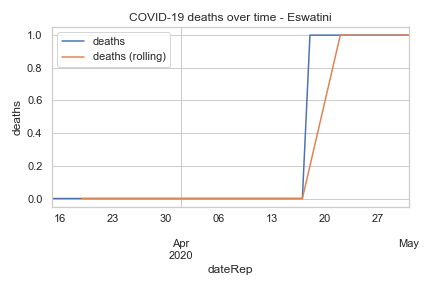 COVID-19 deaths over time - Eswatini
deaths
deaths (rolling)
1.0
0.8
0.6
0.4
0.2
0.0
deaths
16 23 30 06 13 20 27
Apr May
2020
dateRep